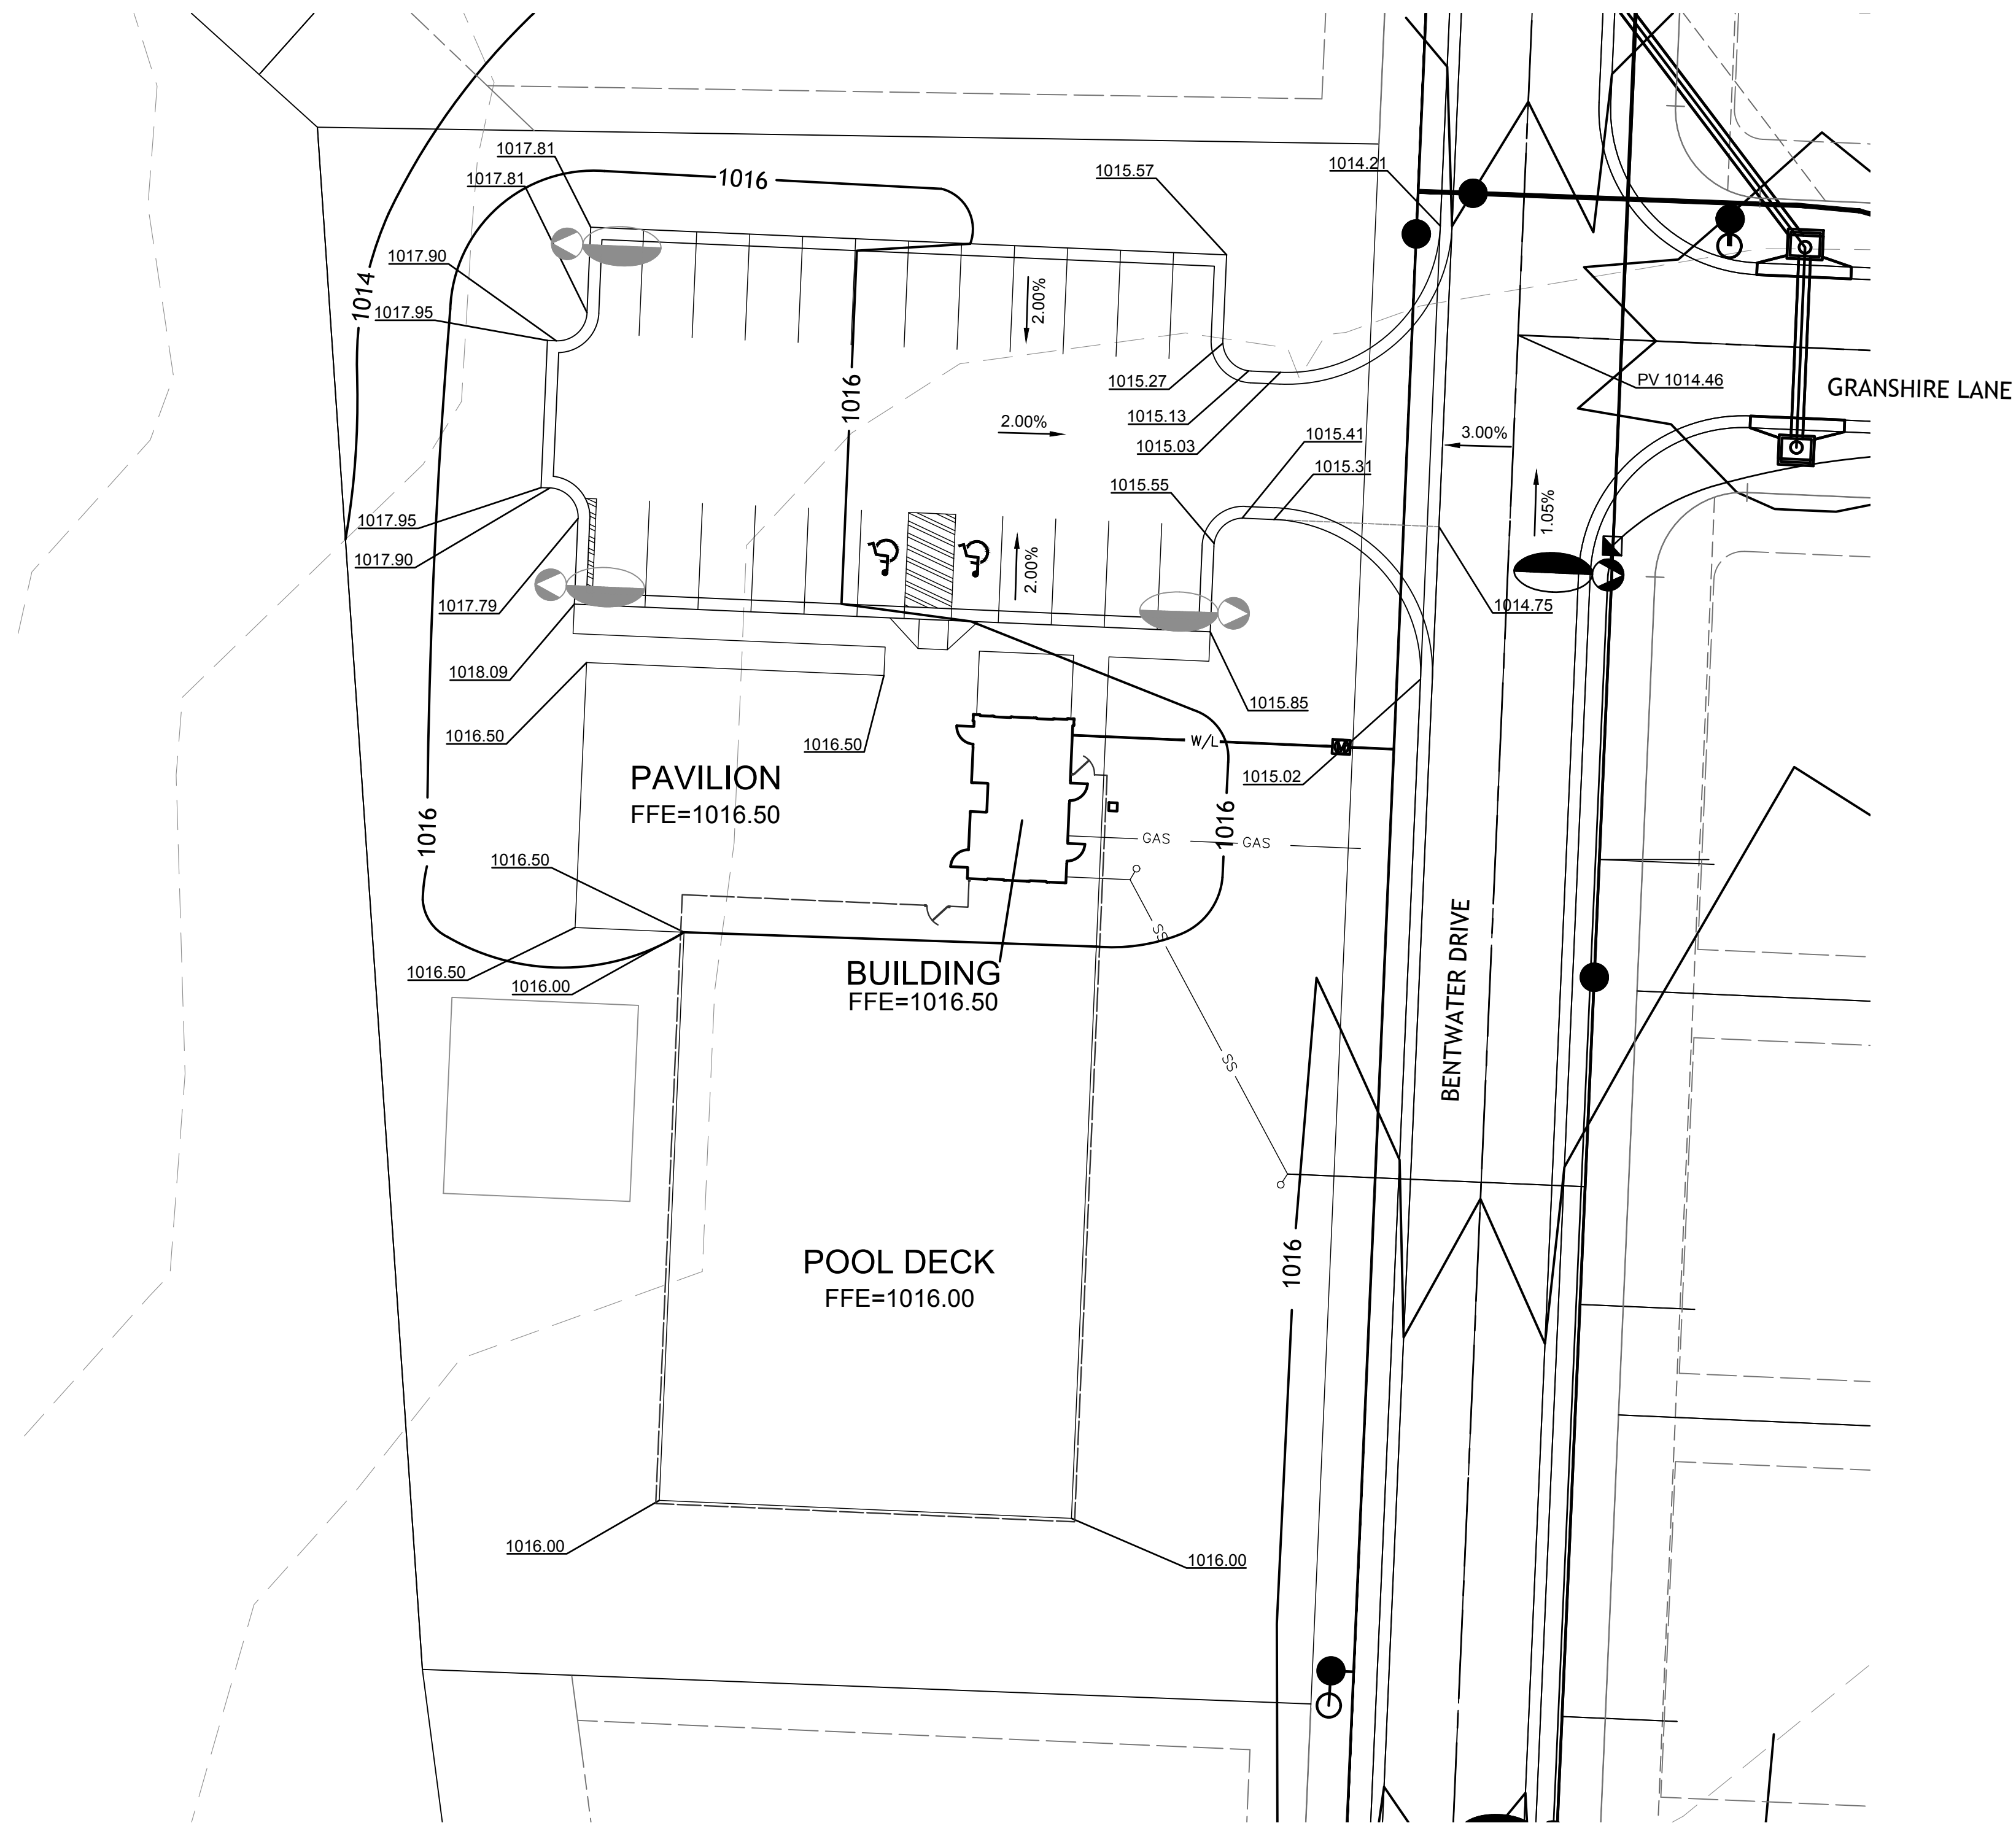 1017.81
1017.81
1016
1015.57
1014.21
1017.90
1014
1017.95
2.00%
1016
1015.27
1015.13
1015.03
PV 1014.46
GRANSHIRE LANE
2.00%
1015.41
1015.31
3.00%
1015.55
1.05%
1017.95
1017.90
2.00%
1017.79
1014.75
1018.09
1015.85
1016.50
1016.50
W/L
1015.02
PAVILION
FFE=1016.50
1016
1016
GAS
GAS
1016.50
SS
BENTWATER DRIVE
1016.50
1016.00
BUILDING
FFE=1016.50
SS
POOL DECK
FFE=1016.00
1016
1016.00
1016.00